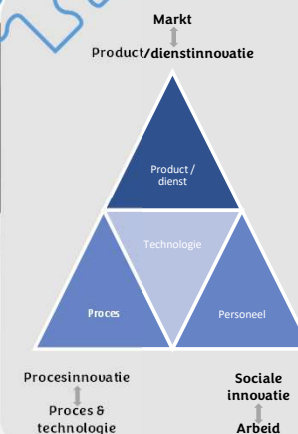 Markt
Product/dienstinnovatie
Product /
dienst
Technologie
Proces
Personeel
Procesinnovatie
Proces &
technologie
Sociale
innovatie
Arbeid